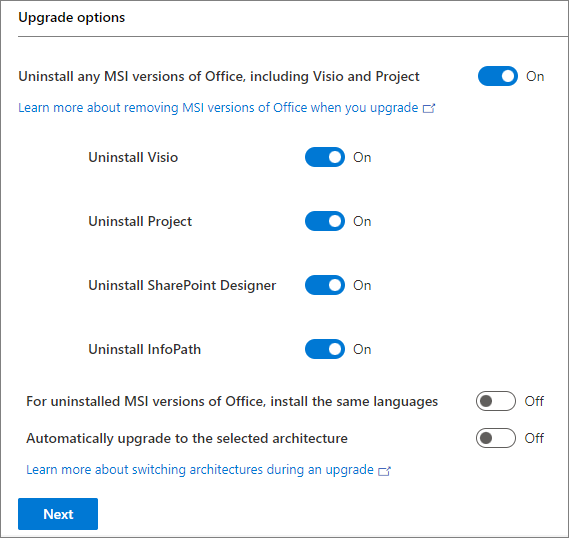 Upgrade options
Uninstall any MSI versions of Office, including Visio and Project On
Learn more about removing MSI versions of Office when you upgrade
Uninstall Visio On
Uninstall Project On
Uninstall SharePoint Designer On
Uninstall InfoPath On
For uninstalled MSI versions of Office, install the same languages Off
Automatically upgrade to the selected architecture Off
Learn more about switching architectures during an upgrade
Next